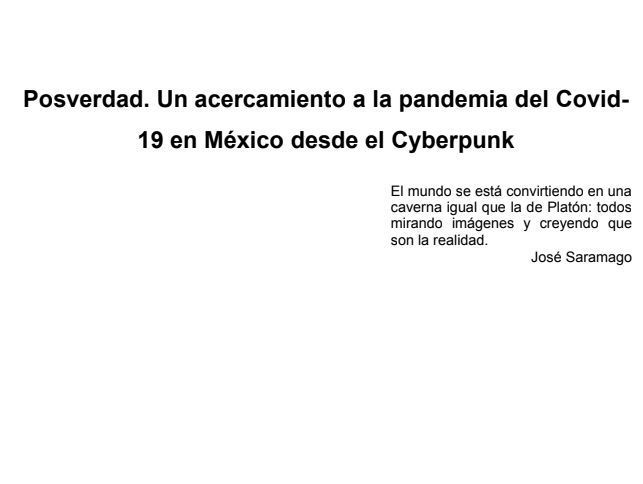 Posverdad. Un acercamiento a la pandemia del Covid-
19 en México desde el Cyberpunk
El mundo se está convirtiendo en una
caverna igual que la de Platón: todos
mirando imágenes y creyendo que
son la realidad.
José Saramago